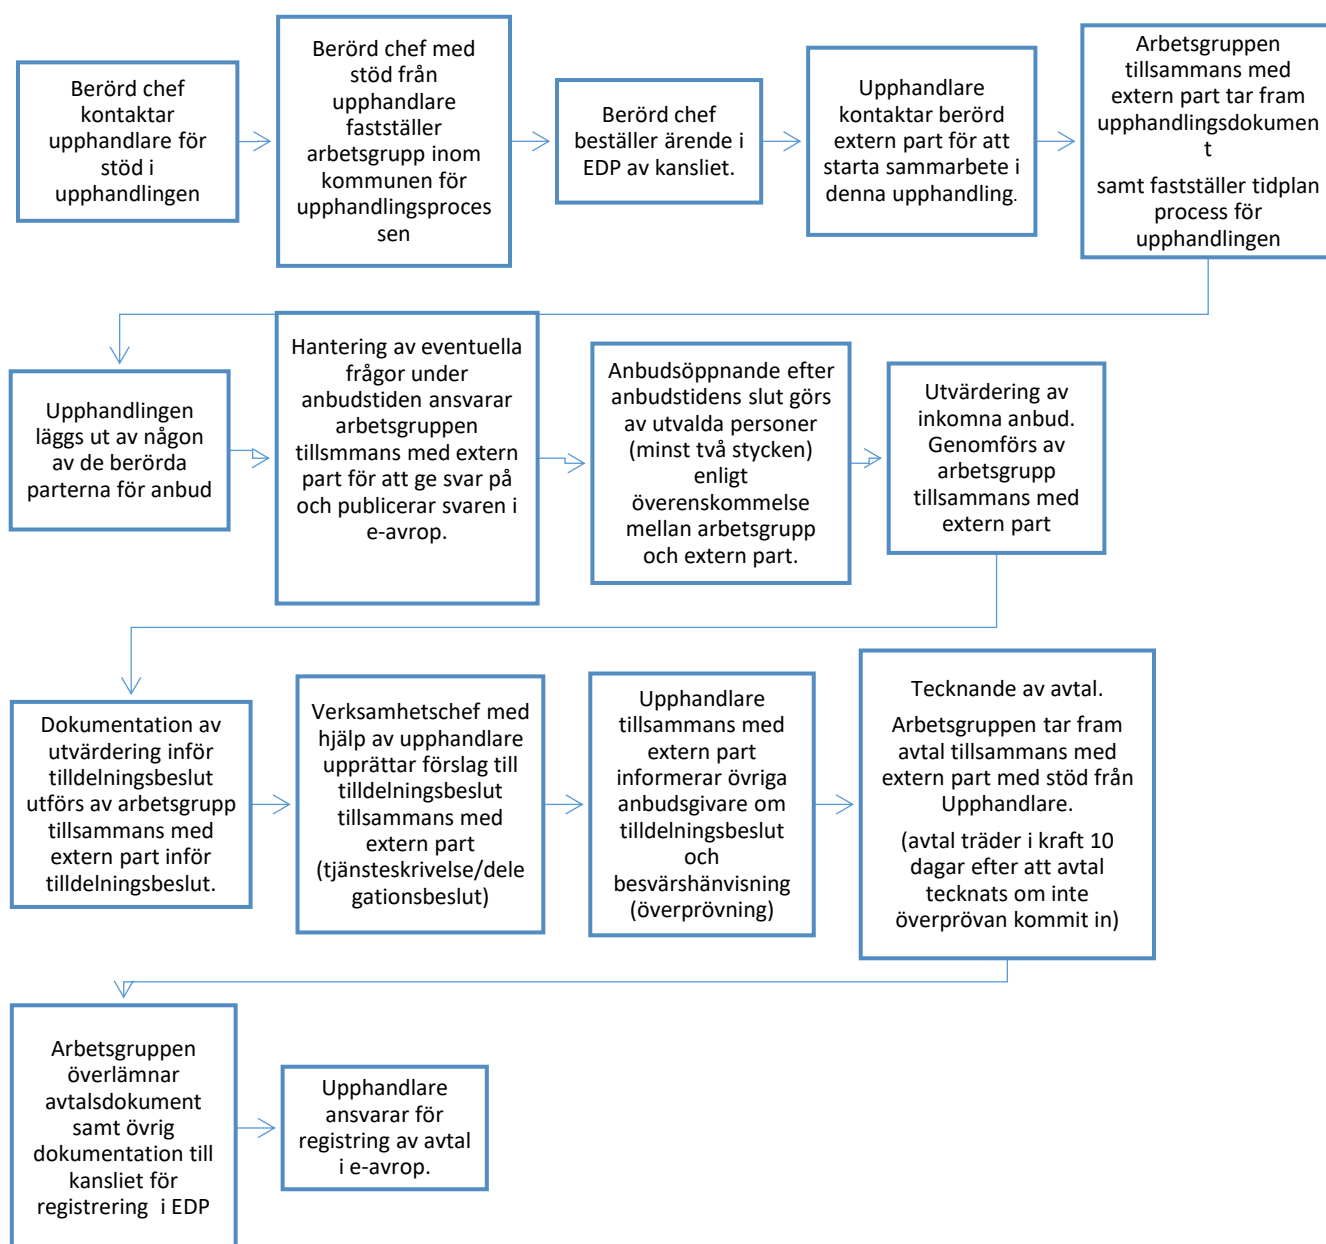 Berörd chef
kontaktar
upphandlare för
stöd i
upphandlingen
Berörd chef med
stöd från
upphandlare
fastställer
arbetsgrupp inom
kommunen för
upphandlingsproces
sen
Berörd chef
beställer ärende i
EDP av kansliet.
Upphandlare
kontaktar berörd
extern part för att
starta sammarbete i
denna upphandling.
Arbetsgruppen
tillsammans med
extern part tar fram
upphandlingsdokumen
t
samt fastställer tidplan
process för
upphandlingen
Upphandlingen
läggs ut av någon
av de berörda
parterna för anbud
Hantering av eventuella
frågor under
anbudstiden ansvarar
arbetsgruppen
tillsmmans med extern
part för att ge svar på
och publicerar svaren i
e-avrop.
Anbudsöppnande efter
anbudstidens slut görs
av utvalda personer
(minst två stycken)
enligt
överenskommelse
mellan arbetsgrupp
och extern part.
Utvärdering av
inkomna anbud.
Genomförs av
arbetsgrupp
tillsammans med
extern part
Dokumentation av
utvärdering inför
tilldelningsbeslut
utförs av arbetsgrupp
tillsammans med
extern part inför
tilldelningsbeslut.
Verksamhetschef med
hjälp av upphandlare
upprättar förslag till
tilldelningsbeslut
tillsammans med
extern part
(tjänsteskrivelse/dele
gationsbeslut)
Upphandlare
tillsammans med
extern part
informerar övriga
anbudsgivare om
tilldelningsbeslut
och
besvärshänvisning
(överprövning)
Tecknande av avtal.
Arbetsgruppen tar fram
avtal tillsammans med
extern part med stöd från
Upphandlare.
(avtal träder i kraft 10
dagar efter att avtal
tecknats om inte
överprövan kommit in)
Arbetsgruppen
överlämnar
avtalsdokument
samt övrig
dokumentation till
kansliet för
registrering i EDP
Upphandlare
ansvarar för
registring av avtal
i e-avrop.